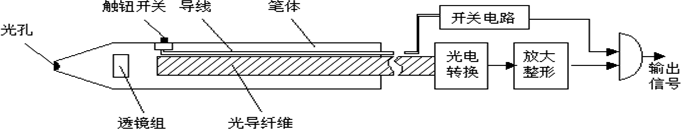 触钮开关
导线
笔体
开关电路
光孔
光电
转换
放大
整形
输出
信号
透镜组
光导纤维